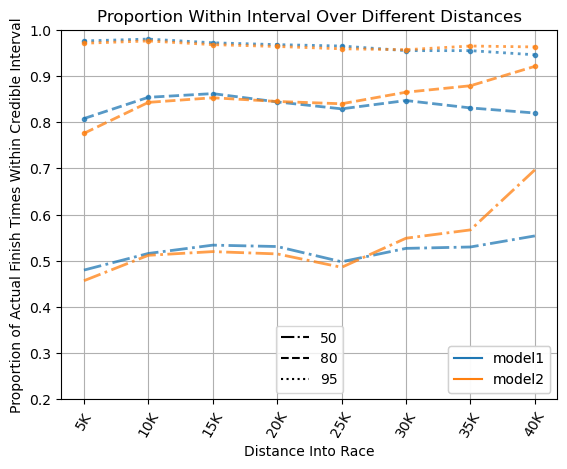 Proportion Within Interval Over Different Distances
Proportion of Actual Finish Times Within Credible Interval
1.0
0.9
0.8
0.7
0.6
0.5
0.4
0.3
0.2
50
80
95
model1
model2
5K
10K
15K
20K
25K
30K
35K
40K
Distance Into Race